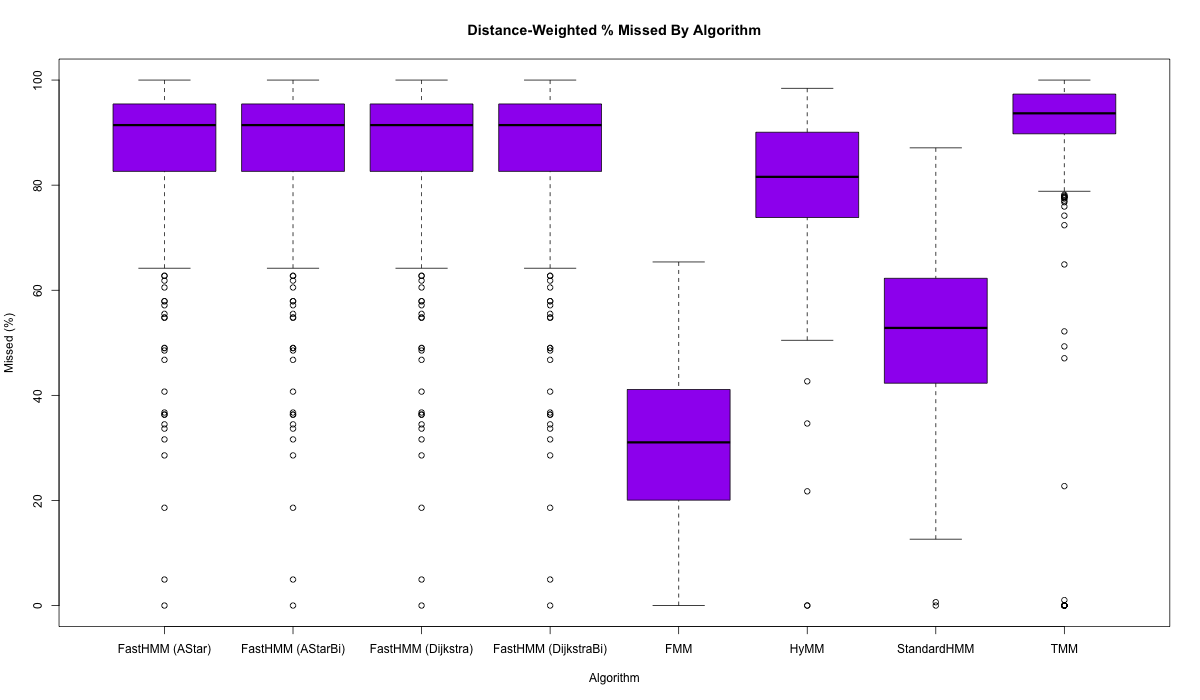 Distance-Weighted % Missed By Algorithm
Missed (%)
100
80
60
40
20
0
FastHMM (AStar) FastHMM (AStarBi) FastHMM (Dijkstra) FastHMM (DijkstraBi) FMM HyMM StandardHMM TMM
Algorithm